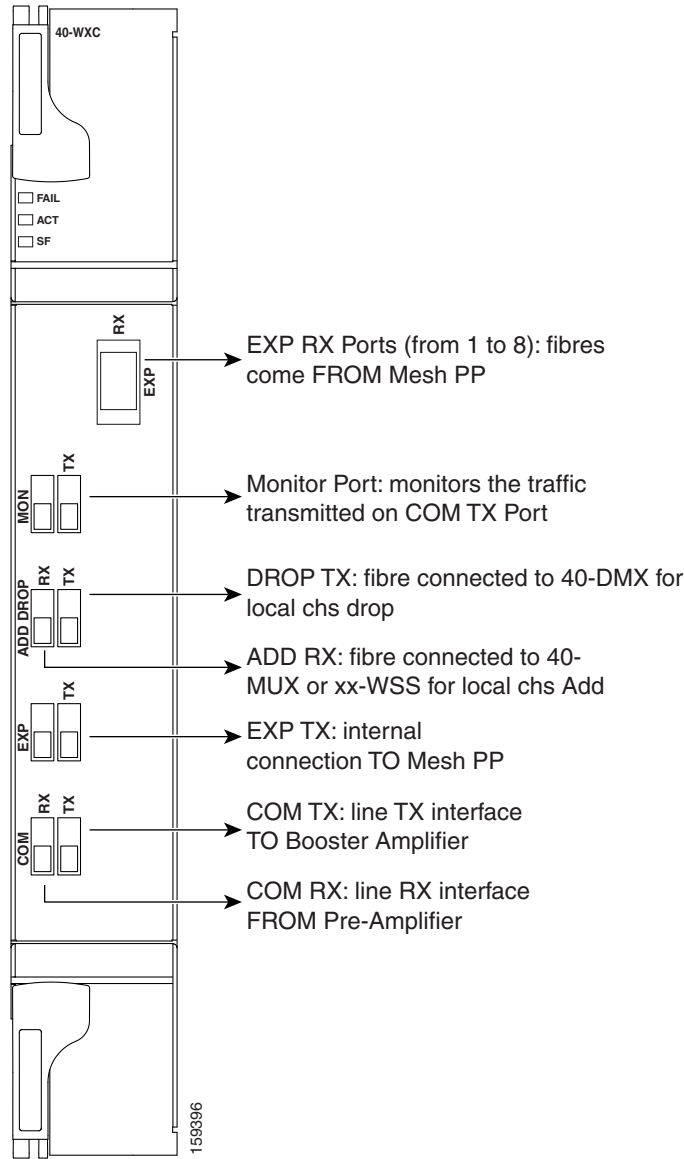 40-WXC
FAIL
ACT
SF
RX
EXP
EXP RX Ports (from 1 to 8): fibres
come FROM Mesh PP
MON
TX
Monitor Port: monitors the traffic
transmitted on COM TX Port
ADD DROP
RX
TX
DROP TX: fibre connected to 40-DMX for
local chs drop
ADD RX: fibre connected to 40-
MUX or xx-WSS for local chs Add
EXP
TX
EXP TX: internal
connection TO Mesh PP
COM
RX
TX
COM TX: line TX interface
TO Booster Amplifier
COM RX: line RX interface
FROM Pre-Amplifier
159396